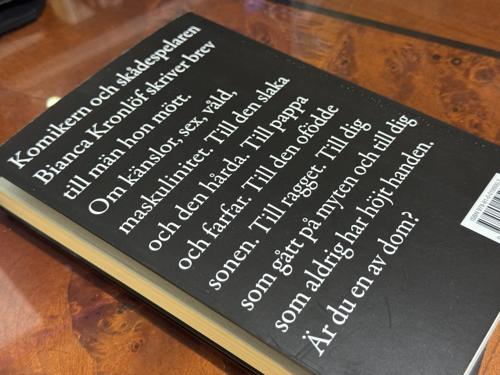 Komikern och skådespelaren
Bianca Kronlöf skriver brev
till män hon mött.
Om känslor, sex, våld,
maskulinitet. Till den slaka
och den hårda. Till pappa
och farfar. Till den ofödde
sonen. Till ragget. Till dig
som gått på myten och till dig
som aldrig har höjt handen.
Är du en av dom?